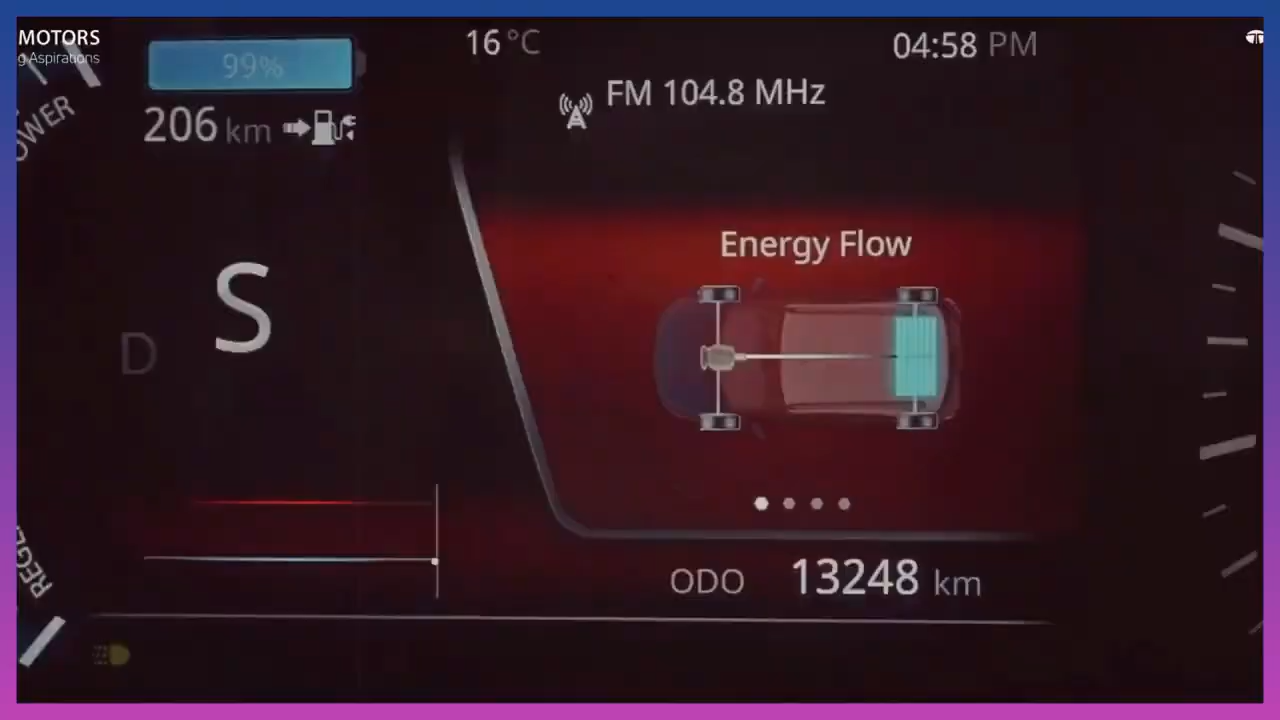 MOTORS
g Aspirations
99%
16 °C
04:58 PM
FM 104.8 MHz
206 km
OWER
Energy Flow
S
D
REGE
ODO 13248 km